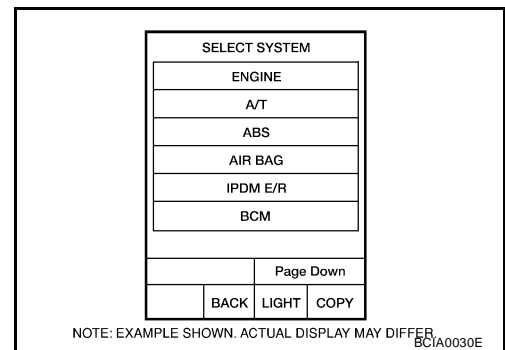 SELECT SYSTEM
ENGINE
A/T
ABS
AIR BAG
IPDM E/R
BCM
Page Down
BACK LIGHT COPY
NOTE: EXAMPLE SHOWN. ACTUAL DISPLAY MAY DIFFER.
BCIA0030E